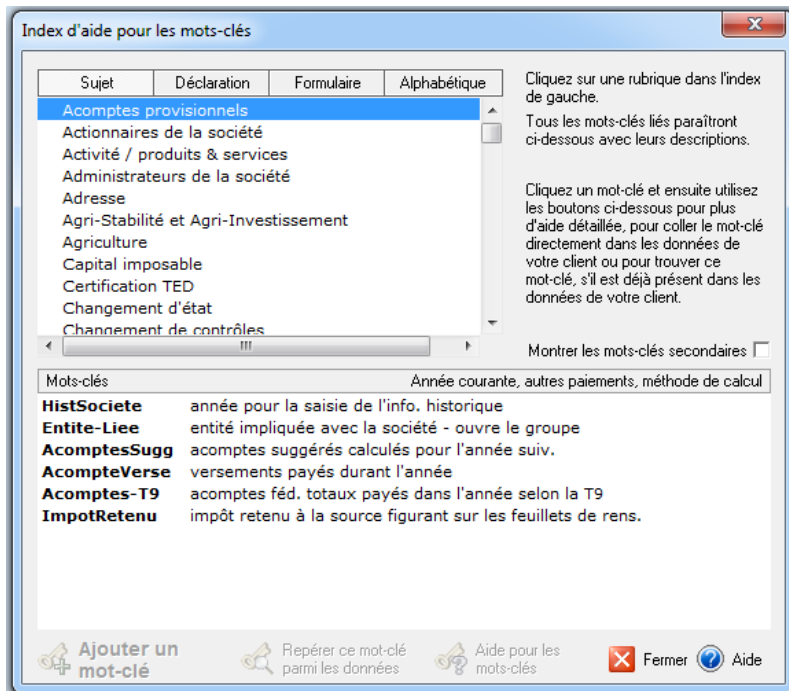 Index d'aide pour les mots-clés
Sujet Déclaration Formulaire Alphabétique
Acomptes provisionnels
Actionnaires de la société
Activité / produits & services
Administrateurs de la société
Adresse
Agri-Stabilité et Agri-Investissement
Agriculture
Capital imposable
Certification TED
Changement d'état
Changement de contrôles
Cliquez sur une rubrique dans l'index
de gauche.
Tous les mots-clés liés paraîtront
ci-dessous avec leurs descriptions.
Cliquez un mot-clé et ensuite utilisez
les boutons ci-dessous pour plus
d'aide détaillée, pour coller le mot-clé
directement dans les données de
votre client ou pour trouver ce
mot-clé, s'il est déjà présent dans les
données de votre client.
Montrer les mots-clés secondaires
Mots-clés Année courante, autres paiements, méthode de calcul
HistSociete année pour la saisie de l'info. historique
Entite-Liee entité impliquée avec la société - ouvre le groupe
AcomptesSugg acomptes suggérés calculés pour l'année suiv.
AcompteVerse versements payés durant l'année
Acomptes-T9 acomptes féd. totaux payés dans l'année selon la T9
ImpotRetenu impôt retenu à la source figurant sur les feuillets de rens.
Ajouter un
mot-clé
Repérer ce mot-clé
parmi les données
Aide pour les
mots-clés
Fermer
Aide